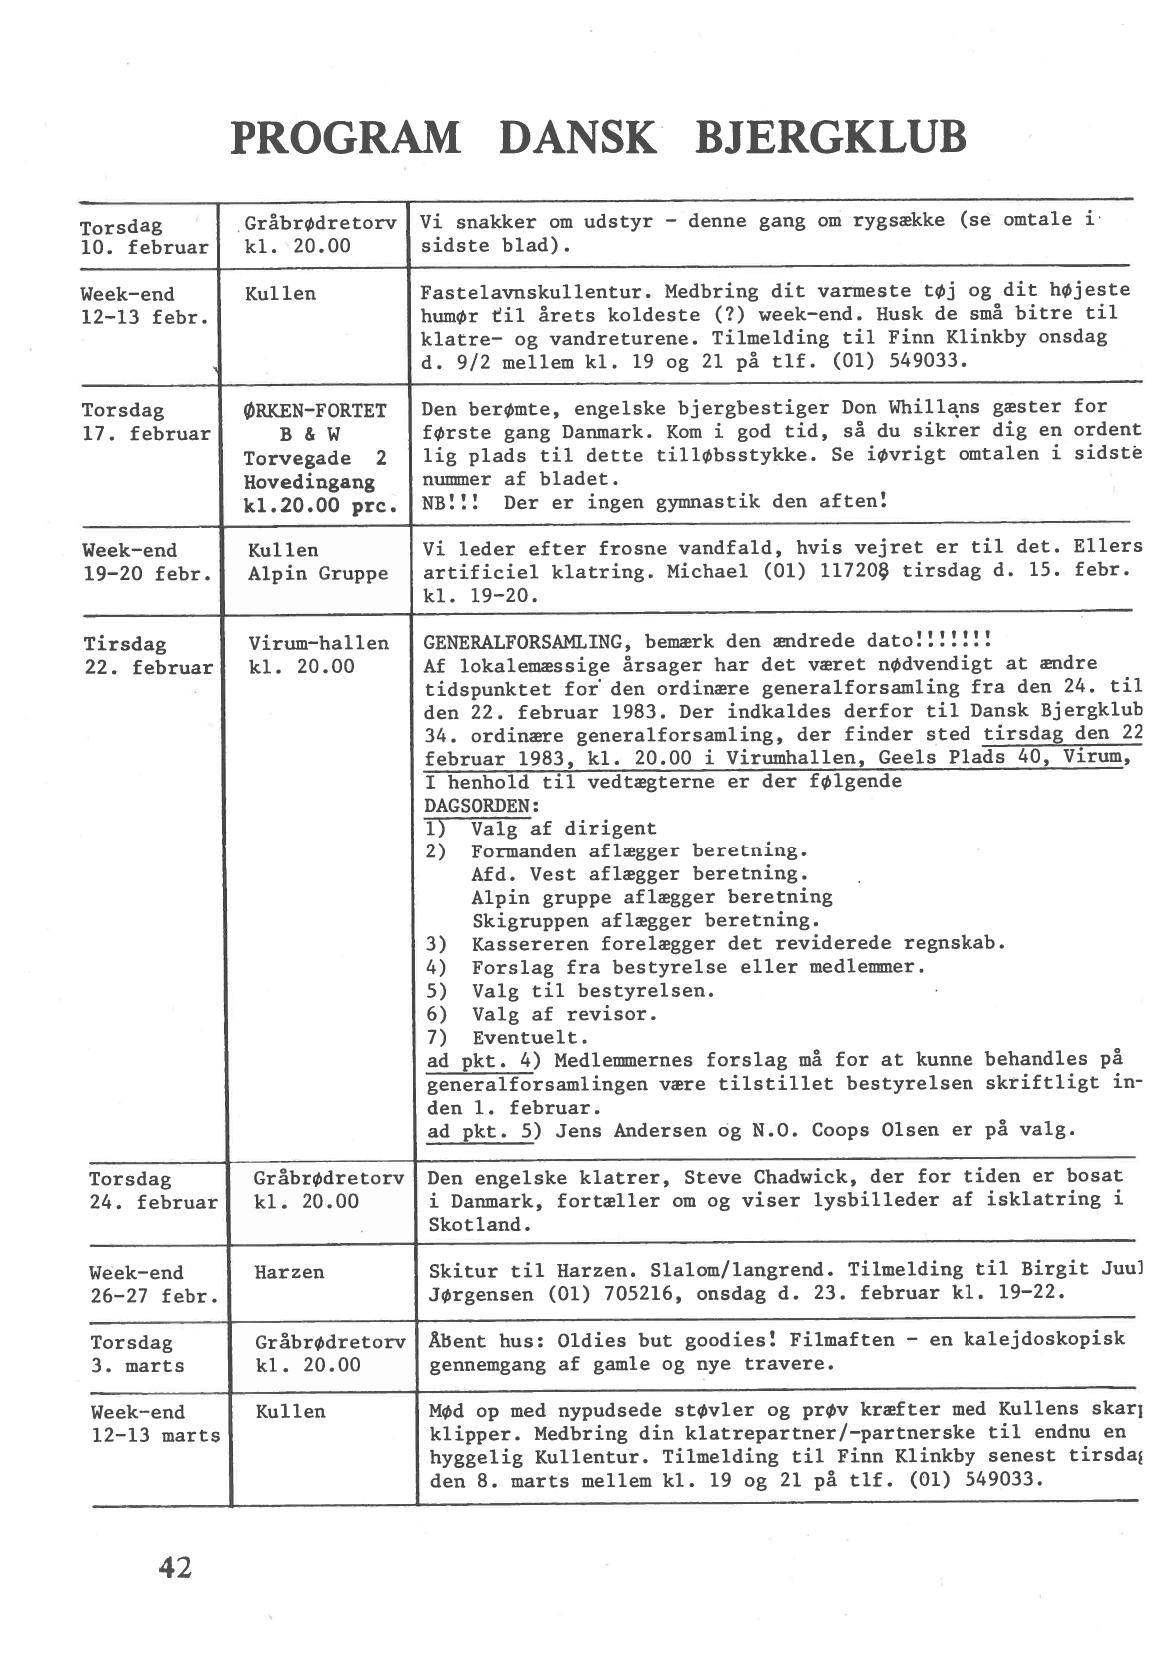 PROGRAM DANSK BJERGKLUB
Torsdag
10. februar
Gråbrødretorv
kl. 20.00
Vi snakker om udstyr - denne gang om rygsække (se omtale i
sidste blad).
Week-end
12-13 febr.
Kullen
Fastelavnskullentur. Medbring dit varmeste tøj og dit højeste
humør til årets koldeste (?) week-end. Husk de små bitre til
klatre- og vandreturene. Tilmelding til Finn Klinkby onsdag
d. 9/2 mellem kl. 19 og 21 på tlf. (01) 549033.
Torsdag
17. februar
ØRKEN-FORTET
B & W
Torvegade 2
Hovedingang
kl.20.00 prc.
Den berømte, engelske bjergbestiger Don Whillans gæster for
første gang Danmark. Kom i god tid, så du sikrer dig en ordent
lig plads til dette tilløbsstykke. Se iøvrigt omtalen i sidste
nummer af bladet.
NB!!! Der er ingen gymnastik den aften!
Week-end
19-20 febr.
Kullen
Alpin Gruppe
Vi leder efter frosne vandfald, hvis vejret er til det. Ellers
artificiel klatring. Michael (01) 117208 tirsdag d. 15. febr.
kl. 19-20.
Tirsdag
22. februar
Virum-hallen
kl. 20.00
GENERALFORSAMLING, bemærk den ændrede dato!!!!!!!
Af lokalemæssige årsager har det været nødvendigt at ændre
tidspunktet for den ordinære generalforsamling fra den 24. til
den 22. februar 1983. Der indkaldes derfor til Dansk Bjergklub
34. ordinære generalforsamling, der finder sted tirsdag den 22
februar 1983, kl. 20.00 i Virumhallen, Geels Plads 40, Virum,
I henhold til vedtægterne er der følgende
DAGSORDEN:
1) Valg af dirigent
2) Formanden aflægger beretning.
Afd. Vest aflægger beretning.
Alpin gruppe aflægger beretning
Skigruppen aflægger beretning.
3) Kassereren forelægger det reviderede regnskab.
4) Forslag fra bestyrelse eller medlemmer.
5) Valg til bestyrelsen.
6) Valg af revisor.
7) Eventuelt.
ad pkt. 4) Medlemmernes forslag må for at kunne behandles på
generalforsamlingen være tilstillet bestyrelsen skriftligt in-
den 1. februar.
ad pkt. 5) Jens Andersen og N.O. Coops Olsen er på valg.
Torsdag
24. februar
Gråbrødretorv
kl. 20.00
Den engelske klatrer, Steve Chadwick, der for tiden er bosat
i Danmark, fortæller om og viser lysbilleder af isklatring i
Skotland.
Week-end
26-27 febr.
Harzen
Skitur til Harzen. Slalom/langrend. Tilmelding til Birgit Juul
Jørgensen (01) 705216, onsdag d. 23. februar kl. 19-22.
Torsdag
3. marts
Gråbrødretorv
kl. 20.00
Åbent hus: Oldies but goodies! Filmaften - en kalejdoskopisk
gennemgang af gamle og nye travere.
Week-end
12-13 marts
Kullen
Mød op med nypudsede støvler og prøv kræfter med Kullens skarp
klipper. Medbring din klatrepartner/-partnerske til endnu en
hyggelig Kullentur. Tilmelding til Finn Klinkby senest tirsdag
den 8. marts mellem kl. 19 og 21 på tlf. (01) 549033.
42